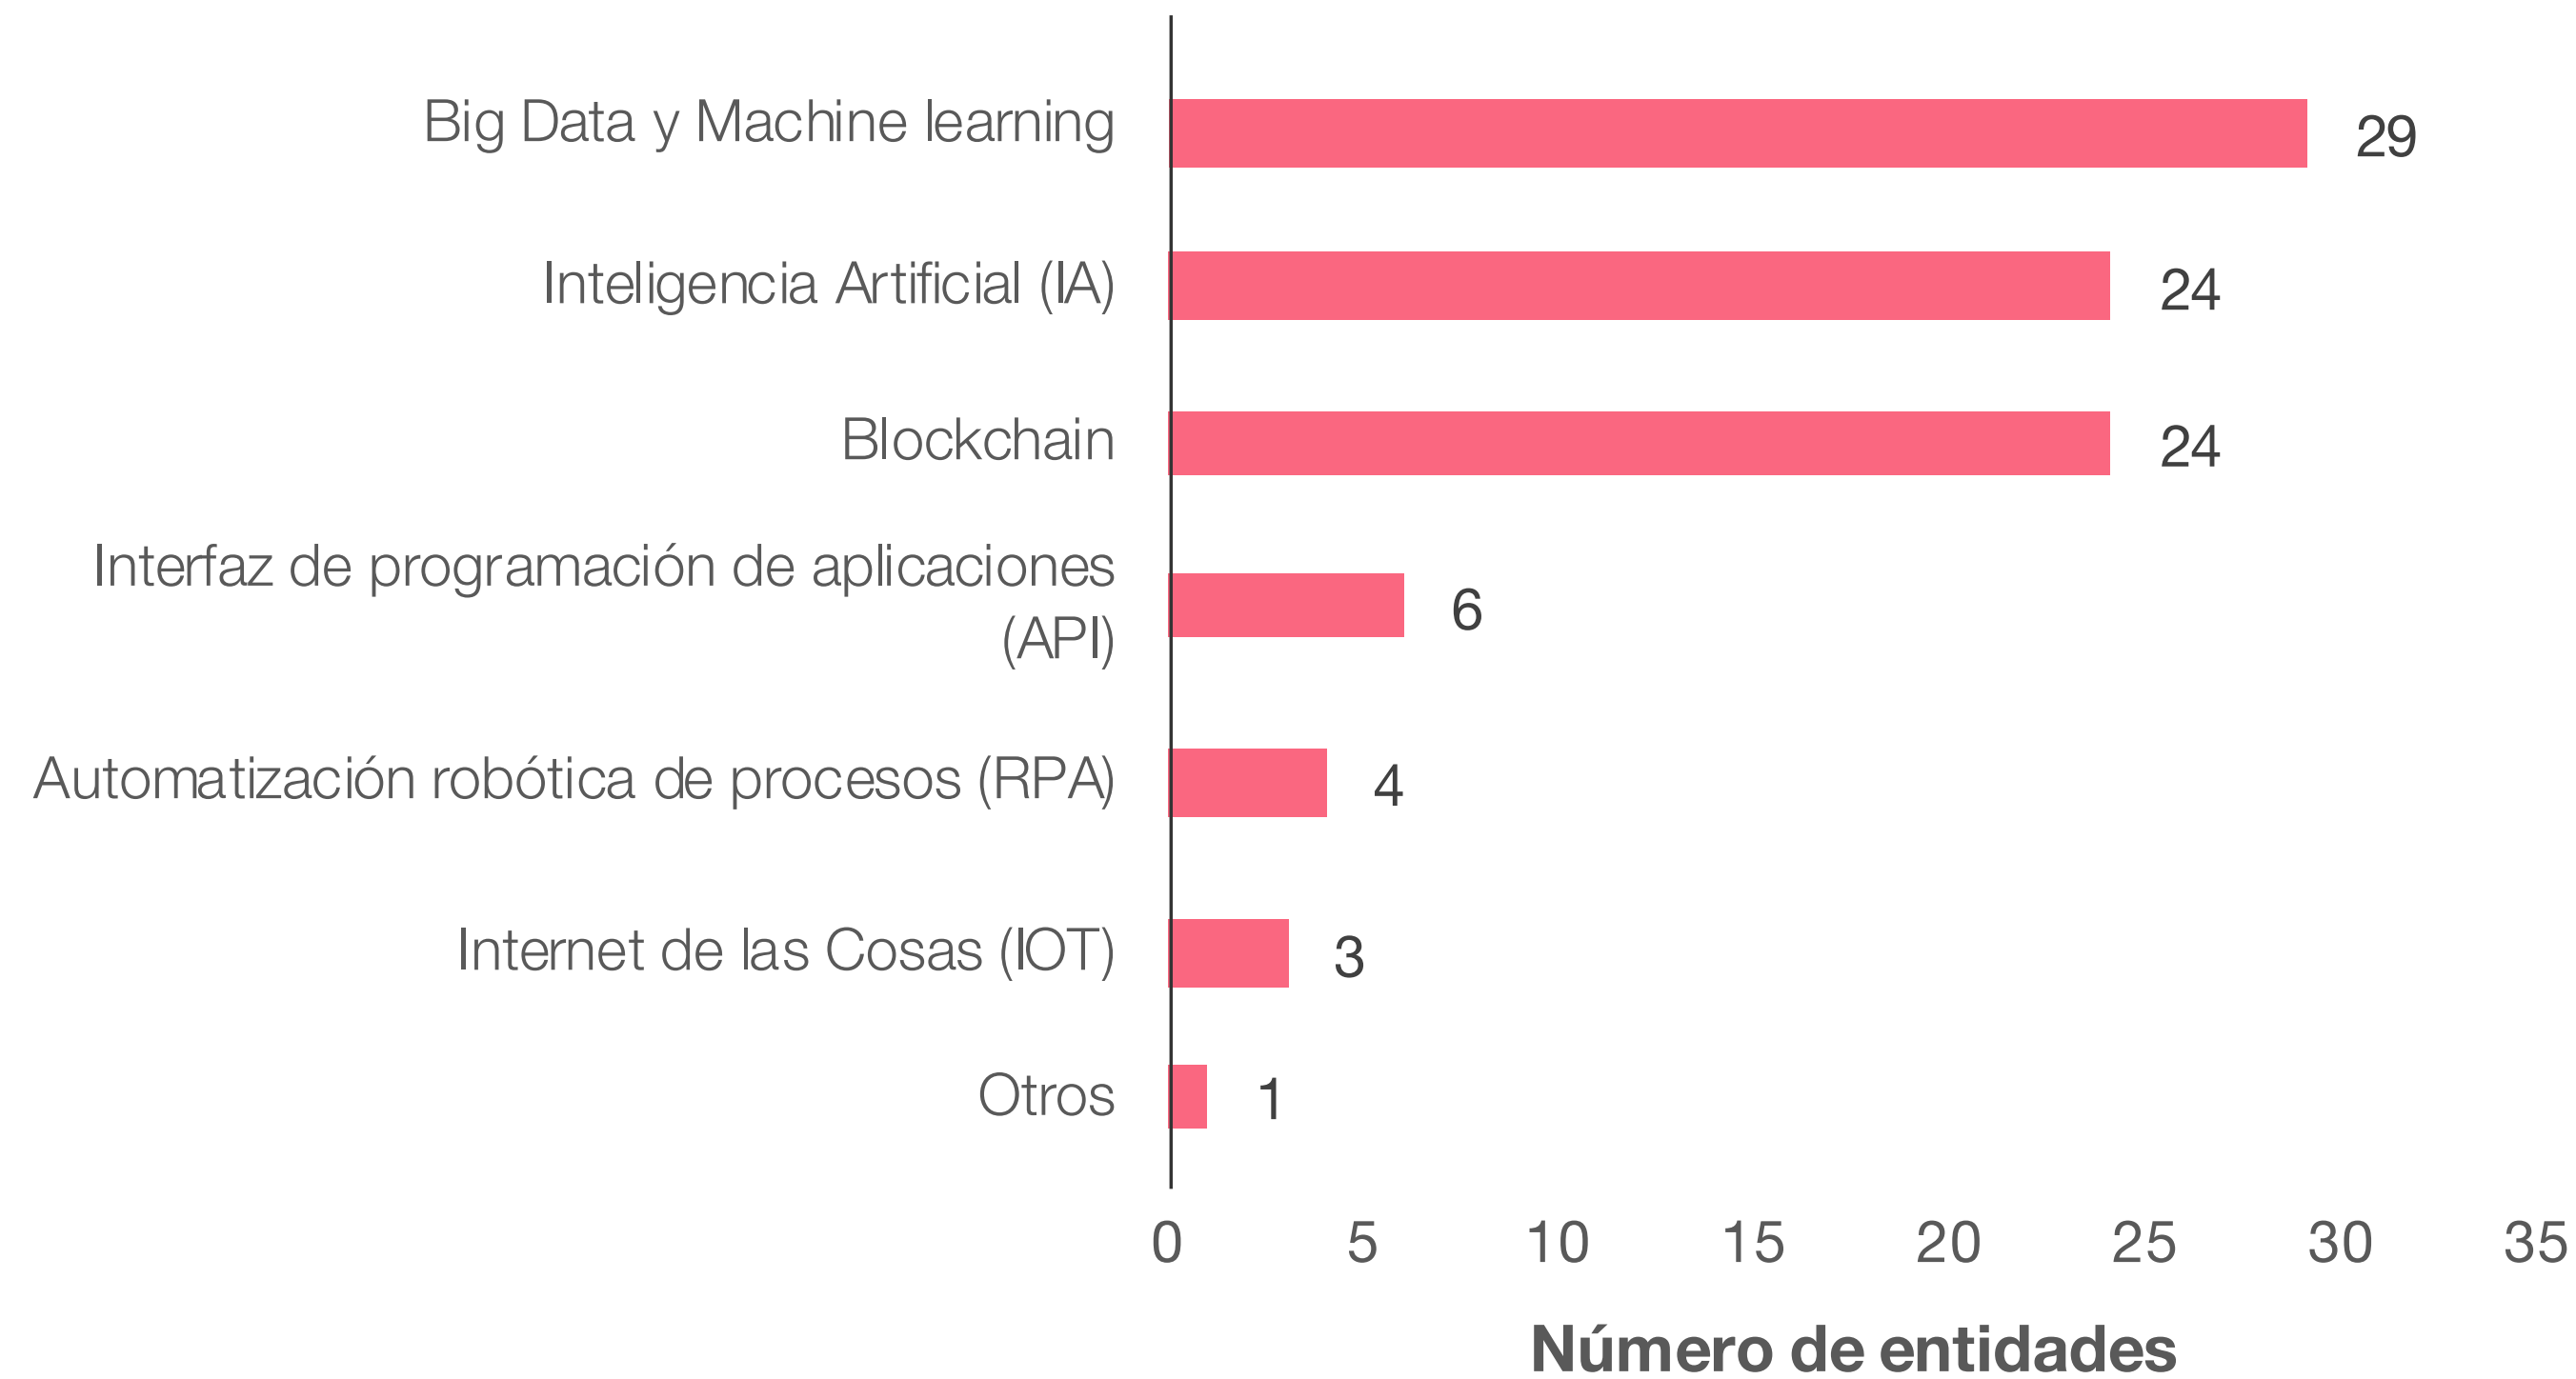 Big Data y Machine learning
29
Inteligencia Artificial (IA)
24
Blockchain
24
Interfaz de programación de aplicaciones
(API)
6
Automatización robótica de procesos (RPA)
4
Internet de las Cosas (IOT)
3
Otros
1
0 5 10 15 20 25 30 35
Número de entidades